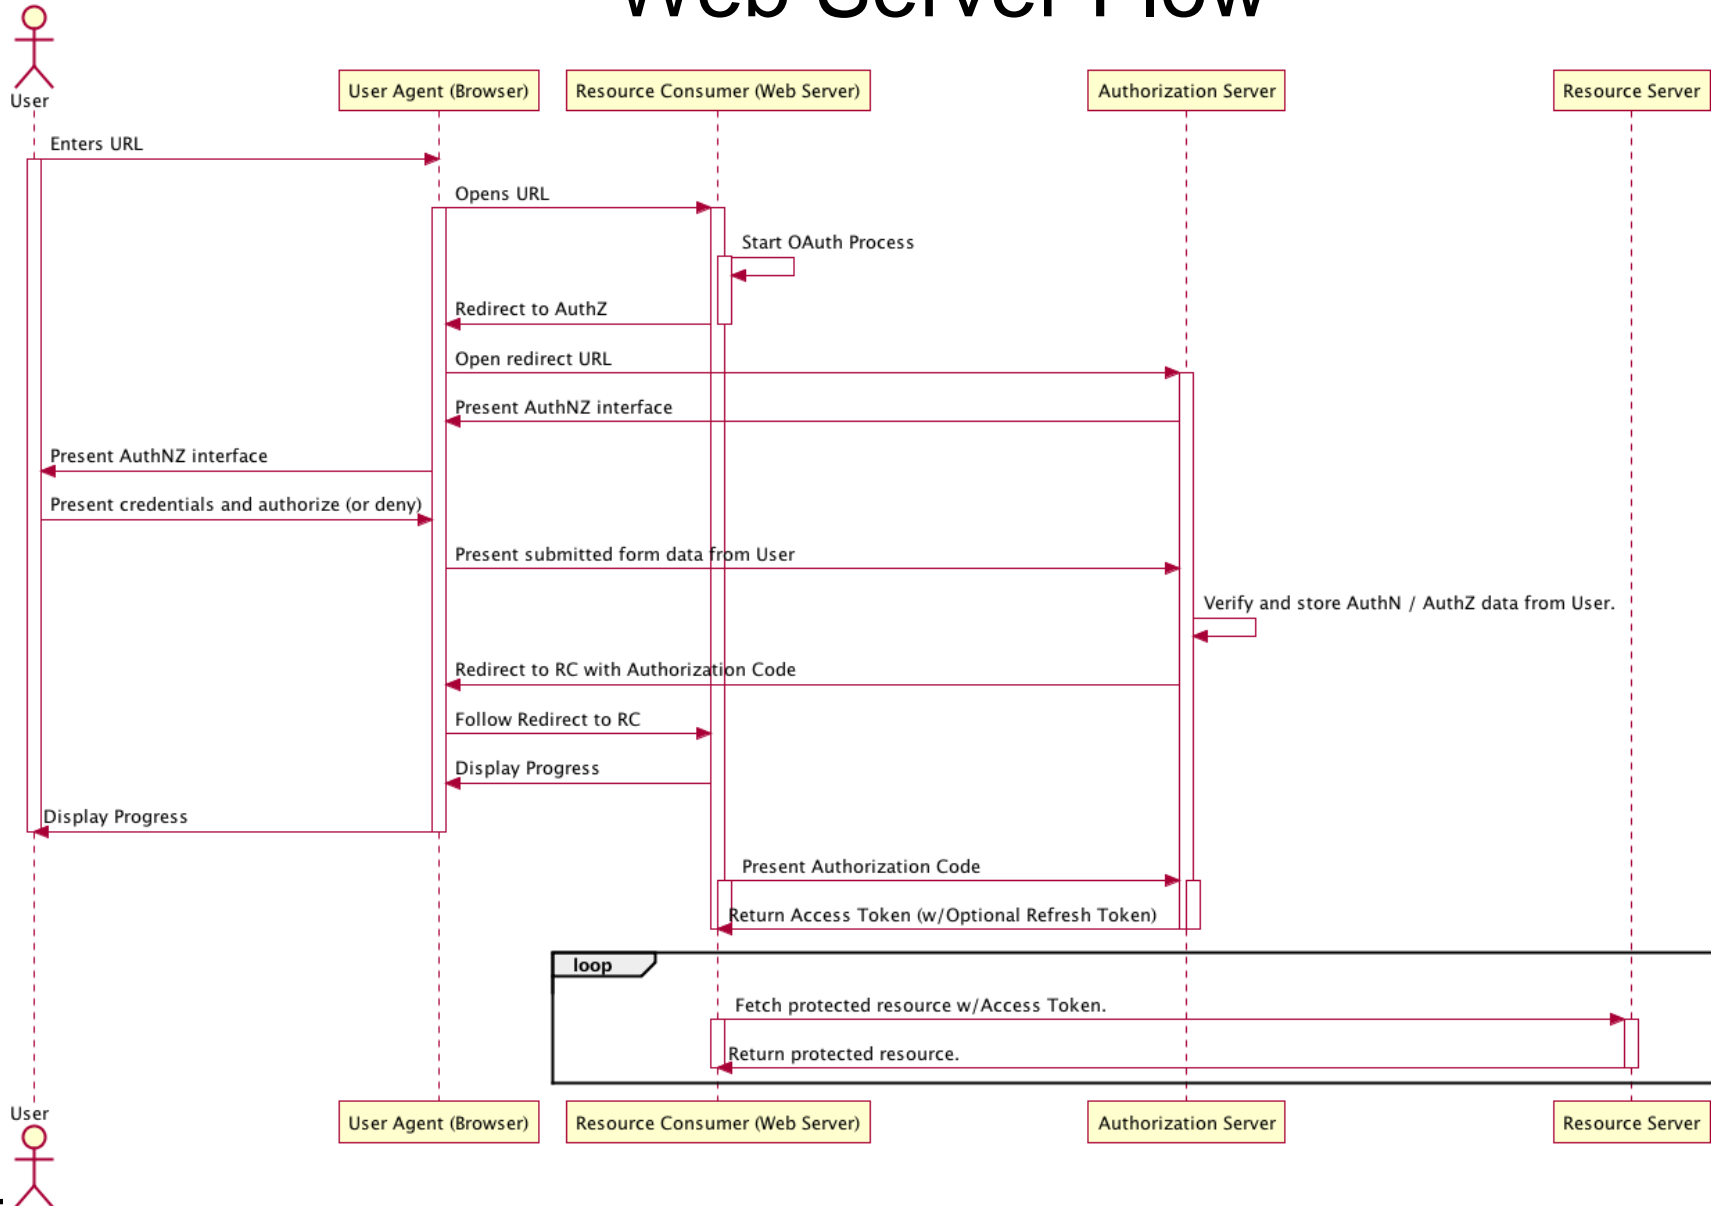 Web Server Flow
User
User Agent (Browser)
Resource Consumer (Web Server)
Authorization Server
Resource Server
Enters URL
Opens URL
Start OAuth Process
Redirect to AuthZ
Open redirect URL
Present AuthNZ interface
Present AuthNZ interface
Present credentials and authorize (or deny)
Present submitted form data from User
Verify and store AuthN / AuthZ data from User.
Redirect to RC with Authorization Code
Follow Redirect to RC
Display Progress
Display Progress
Present Authorization Code
Return Access Token (w/Optional Refresh Token)
loop
Fetch protected resource w/Access Token.
Return protected resource.
User
User Agent (Browser)
Resource Consumer (Web Server)
Authorization Server
Resource Server